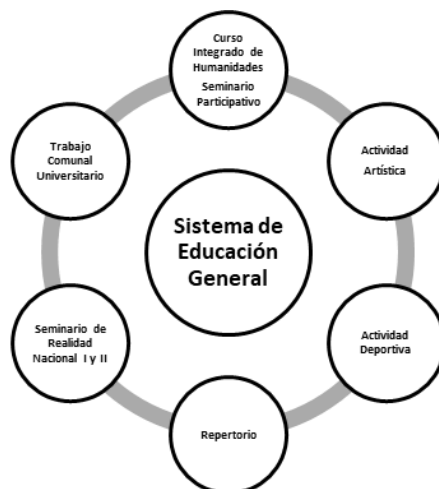 Curso
Integrado de
Humanidades
Seminario
Participativo
Actividad
Artística
Actividad
Deportiva
Repertorio
Seminario de
Realidad
Nacional I y II
Trabajo
Comunal
Universitario
Sistema de
Educación
General